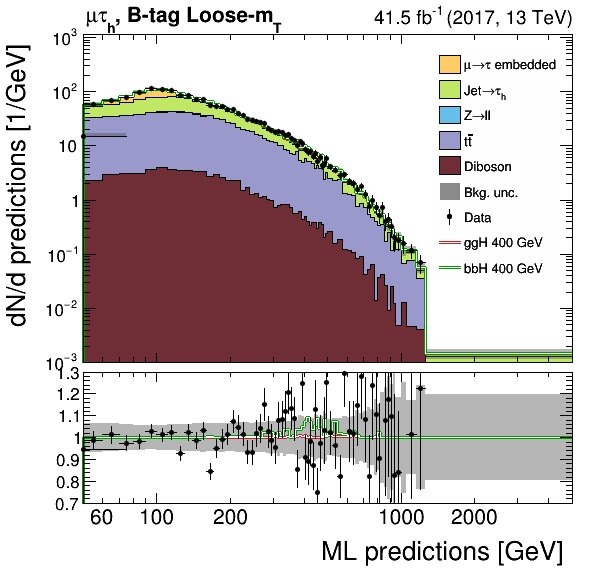 μτ_h, B-tag Loose-m_T
41.5 fb⁻¹ (2017, 13 TeV)
dN/d predictions [1/GeV]
10³
10²
10
1
10⁻¹
10⁻²
10⁻³
μ→τ embedded
Jet→τ_h
Z→ll
tt̄
Diboson
Bkg. unc.
Data
ggH 400 GeV
bbH 400 GeV
1.3
1.2
1.1
1
0.9
0.8
0.7
60 100 200 1000 2000
ML predictions [GeV]